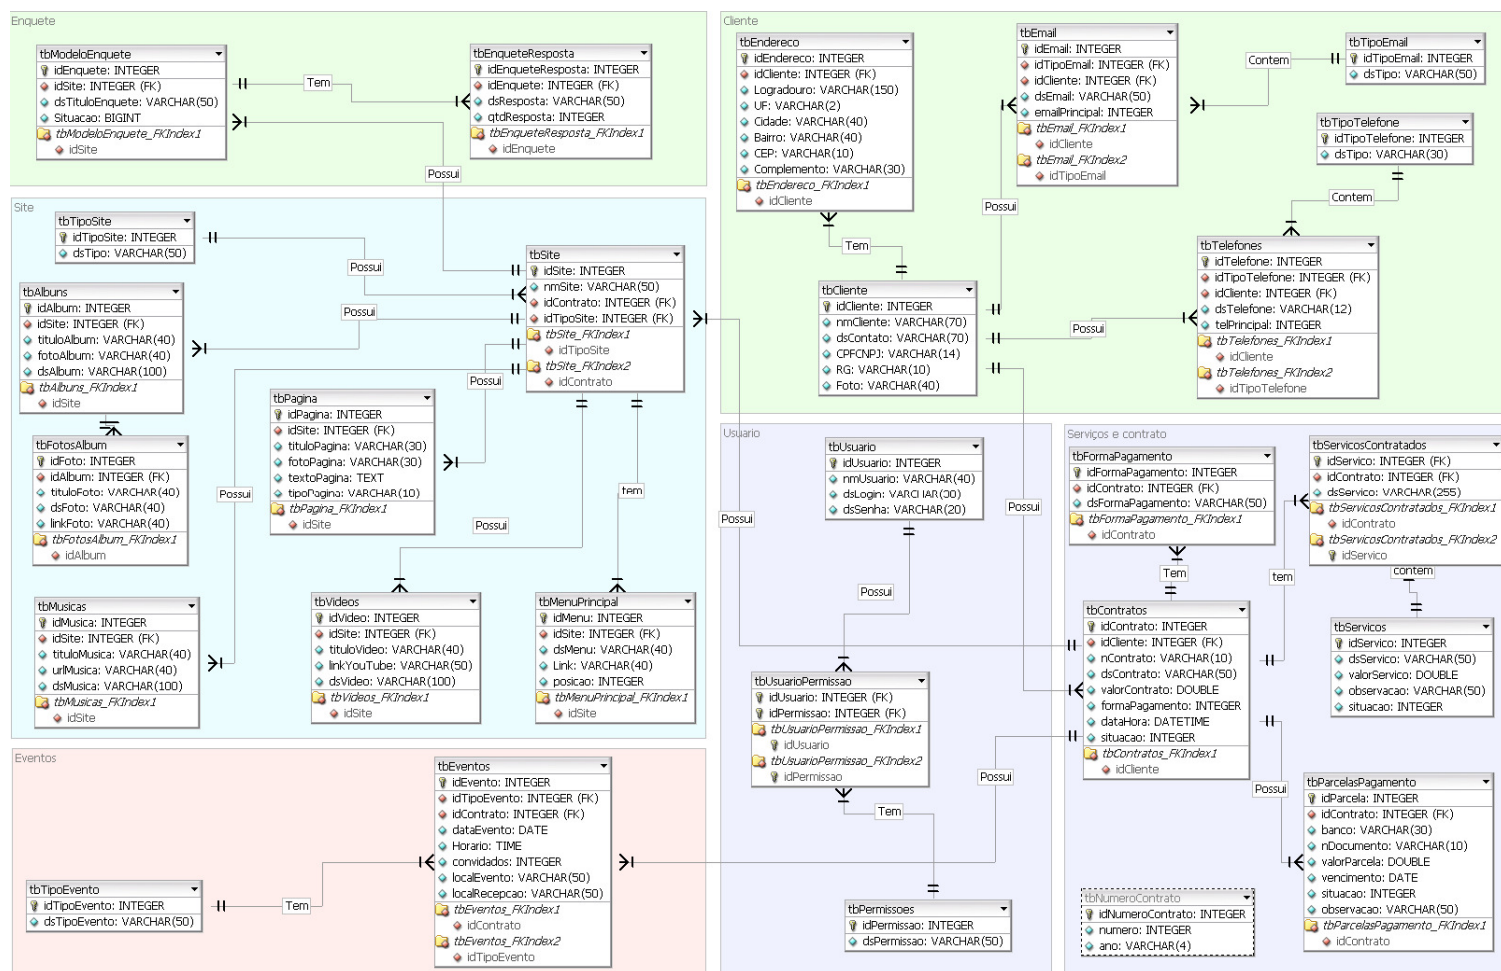 Enquete
tbModeloEnquete
idEnquete: INTEGER
idSite: INTEGER (FK)
dsTituloEnquete: VARCHAR(50)
Situacao: BIGINT
tbModeloEnquete_FKIndex1
idSite
Tem
tbEnqueteResposta
idEnqueteResposta: INTEGER
idEnquete: INTEGER (FK)
dsResposta: VARCHAR(50)
qtdResposta: INTEGER
tbEnqueteResposta_FKIndex1
idEnquete
Possui
Site
tbTipoSite
idTipoSite: INTEGER
dsTipo: VARCHAR(50)
Possui
tbSite
idSite: INTEGER
nmSite: VARCHAR(50)
idContrato: INTEGER (FK)
idTipoSite: INTEGER (FK)
tbSite_FKIndex1
idTipoSite
tbSite_FKIndex2
idContrato
tbAlbuns
idAlbum: INTEGER
idSite: INTEGER (FK)
tituloAlbum: VARCHAR(40)
fotoAlbum: VARCHAR(40)
dsAlbum: VARCHAR(100)
tbAlbuns_FKIndex1
idSite
Possui
Possui
tbPagina
idPagina: INTEGER
idSite: INTEGER (FK)
tituloPagina: VARCHAR(30)
fotoPagina: VARCHAR(30)
textoPagina: TEXT
tipoPagina: VARCHAR(10)
tbPagina_FKIndex1
idSite
tbFotosAlbum
idFoto: INTEGER
idAlbum: INTEGER (FK)
tituloFoto: VARCHAR(40)
dsFoto: VARCHAR(40)
linkFoto: VARCHAR(40)
tbFotosAlbum_FKIndex1
idAlbum
Possui
Possui
tem
tbMusicas
idMusica: INTEGER
idSite: INTEGER (FK)
tituloMusica: VARCHAR(40)
urlMusica: VARCHAR(40)
dsMusica: VARCHAR(100)
tbMusicas_FKIndex1
idSite
tbVideos
idVideo: INTEGER
idSite: INTEGER (FK)
tituloVideo: VARCHAR(40)
linkYouTube: VARCHAR(50)
dsVideo: VARCHAR(100)
tbVideos_FKIndex1
idSite
tbMenuPrincipal
idMenu: INTEGER
idSite: INTEGER (FK)
dsMenu: VARCHAR(40)
Link: VARCHAR(40)
posicao: INTEGER
tbMenuPrincipal_FKIndex1
idSite
Eventos
tbTipoEvento
idTipoEvento: INTEGER
dsTipoEvento: VARCHAR(50)
Tem
tbEventos
idEvento: INTEGER
idTipoEvento: INTEGER (FK)
idContrato: INTEGER (FK)
dataEvento: DATE
Horario: TIME
convidados: INTEGER
localEvento: VARCHAR(50)
localRecepcao: VARCHAR(50)
tbEventos_FKIndex1
idContrato
tbEventos_FKIndex2
idTipoEvento
Cliente
tbEndereco
idEndereco: INTEGER
idCliente: INTEGER (FK)
Logradouro: VARCHAR(150)
UF: VARCHAR(2)
Cidade: VARCHAR(40)
Bairro: VARCHAR(40)
CEP: VARCHAR(10)
Complemento: VARCHAR(30)
tbEndereco_FKIndex1
idCliente
tbEmail
idEmail: INTEGER
idTipoEmail: INTEGER (FK)
idCliente: INTEGER (FK)
dsEmail: VARCHAR(50)
emailPrincipal: INTEGER
tbEmail_FKIndex1
idCliente
tbEmail_FKIndex2
idTipoEmail
Contem
tbTipoEmail
idTipoEmail: INTEGER
dsTipo: VARCHAR(50)
tbTipoTelefone
idTipoTelefone: INTEGER
dsTipo: VARCHAR(30)
Contem
Possui
Tem
tbCliente
idCliente: INTEGER
nmCliente: VARCHAR(70)
dsContato: VARCHAR(70)
CPFCNPJ: VARCHAR(14)
RG: VARCHAR(10)
Foto: VARCHAR(40)
Possui
tbTelefones
idTelefone: INTEGER
idTipoTelefone: INTEGER (FK)
idCliente: INTEGER (FK)
dsTelefone: VARCHAR(12)
telPrincipal: INTEGER
tbTelefones_FKIndex1
idCliente
tbTelefones_FKIndex2
idTipoTelefone
Usuario
tbUsuario
idUsuario: INTEGER
nmUsuario: VARCHAR(40)
dsLogin: VARCHAR(30)
dsSenha: VARCHAR(20)
Possui
Possui
Possui
tbUsuarioPermissao
idUsuario: INTEGER (FK)
idPermissao: INTEGER (FK)
tbUsuarioPermissao_FKIndex1
idUsuario
tbUsuarioPermissao_FKIndex2
idPermissao
Possui
Tem
tbPermissoes
idPermissao: INTEGER
dsPermissao: VARCHAR(50)
Serviços e contrato
tbFormaPagamento
idFormaPagamento: INTEGER
idContrato: INTEGER (FK)
dsFormaPagamento: VARCHAR(50)
tbFormaPagamento_FKIndex1
idContrato
tbServicosContratados
idServico: INTEGER (FK)
idContrato: INTEGER (FK)
dsServico: VARCHAR(255)
tbServicosContratados_FKIndex1
idContrato
tbServicosContratados_FKIndex2
idServico
Tem
tem
contem
tbContratos
idContrato: INTEGER
idCliente: INTEGER (FK)
nContrato: VARCHAR(10)
dsContrato: VARCHAR(50)
valorContrato: DOUBLE
formaPagamento: INTEGER
dataHora: DATETIME
situacao: INTEGER
tbContratos_FKIndex1
idCliente
tbServicos
idServico: INTEGER
dsServico: VARCHAR(50)
valorServico: DOUBLE
observacao: VARCHAR(50)
situacao: INTEGER
Possui
tbParcelasPagamento
idParcela: INTEGER
idContrato: INTEGER (FK)
banco: VARCHAR(30)
nDocumento: VARCHAR(10)
valorParcela: DOUBLE
vencimento: DATE
situacao: INTEGER
observacao: VARCHAR(50)
tbParcelasPagamento_FKIndex1
idContrato
tbNumeroContrato
idNumeroContrato: INTEGER
numero: INTEGER
ano: VARCHAR(4)